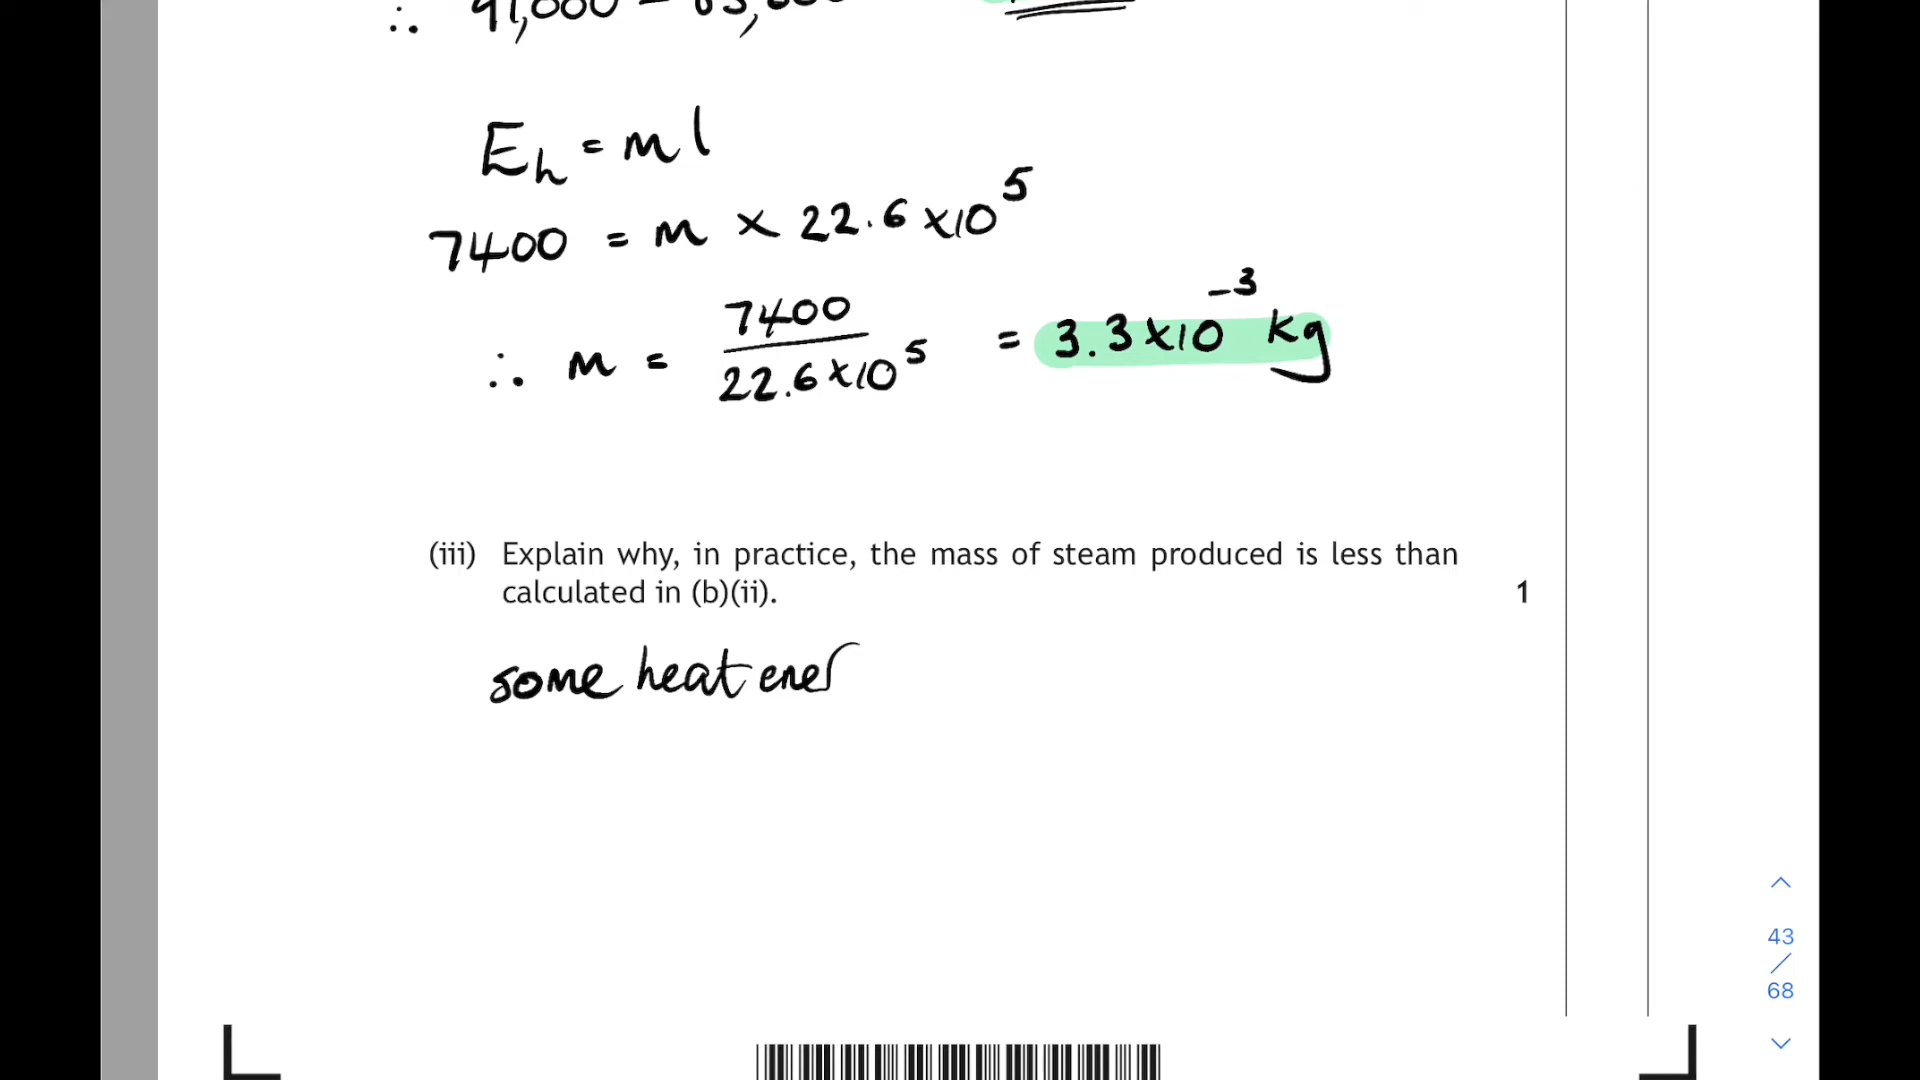 ∴ 91,000 -
Eh = ml
7400 = m × 22.6 ×10^5
∴ m = 7400 / 22.6×10^5 = 3.3×10^-3 kg
(iii) Explain why, in practice, the mass of steam produced is less than
calculated in (b)(ii). 1
some heat ener
43
/
68